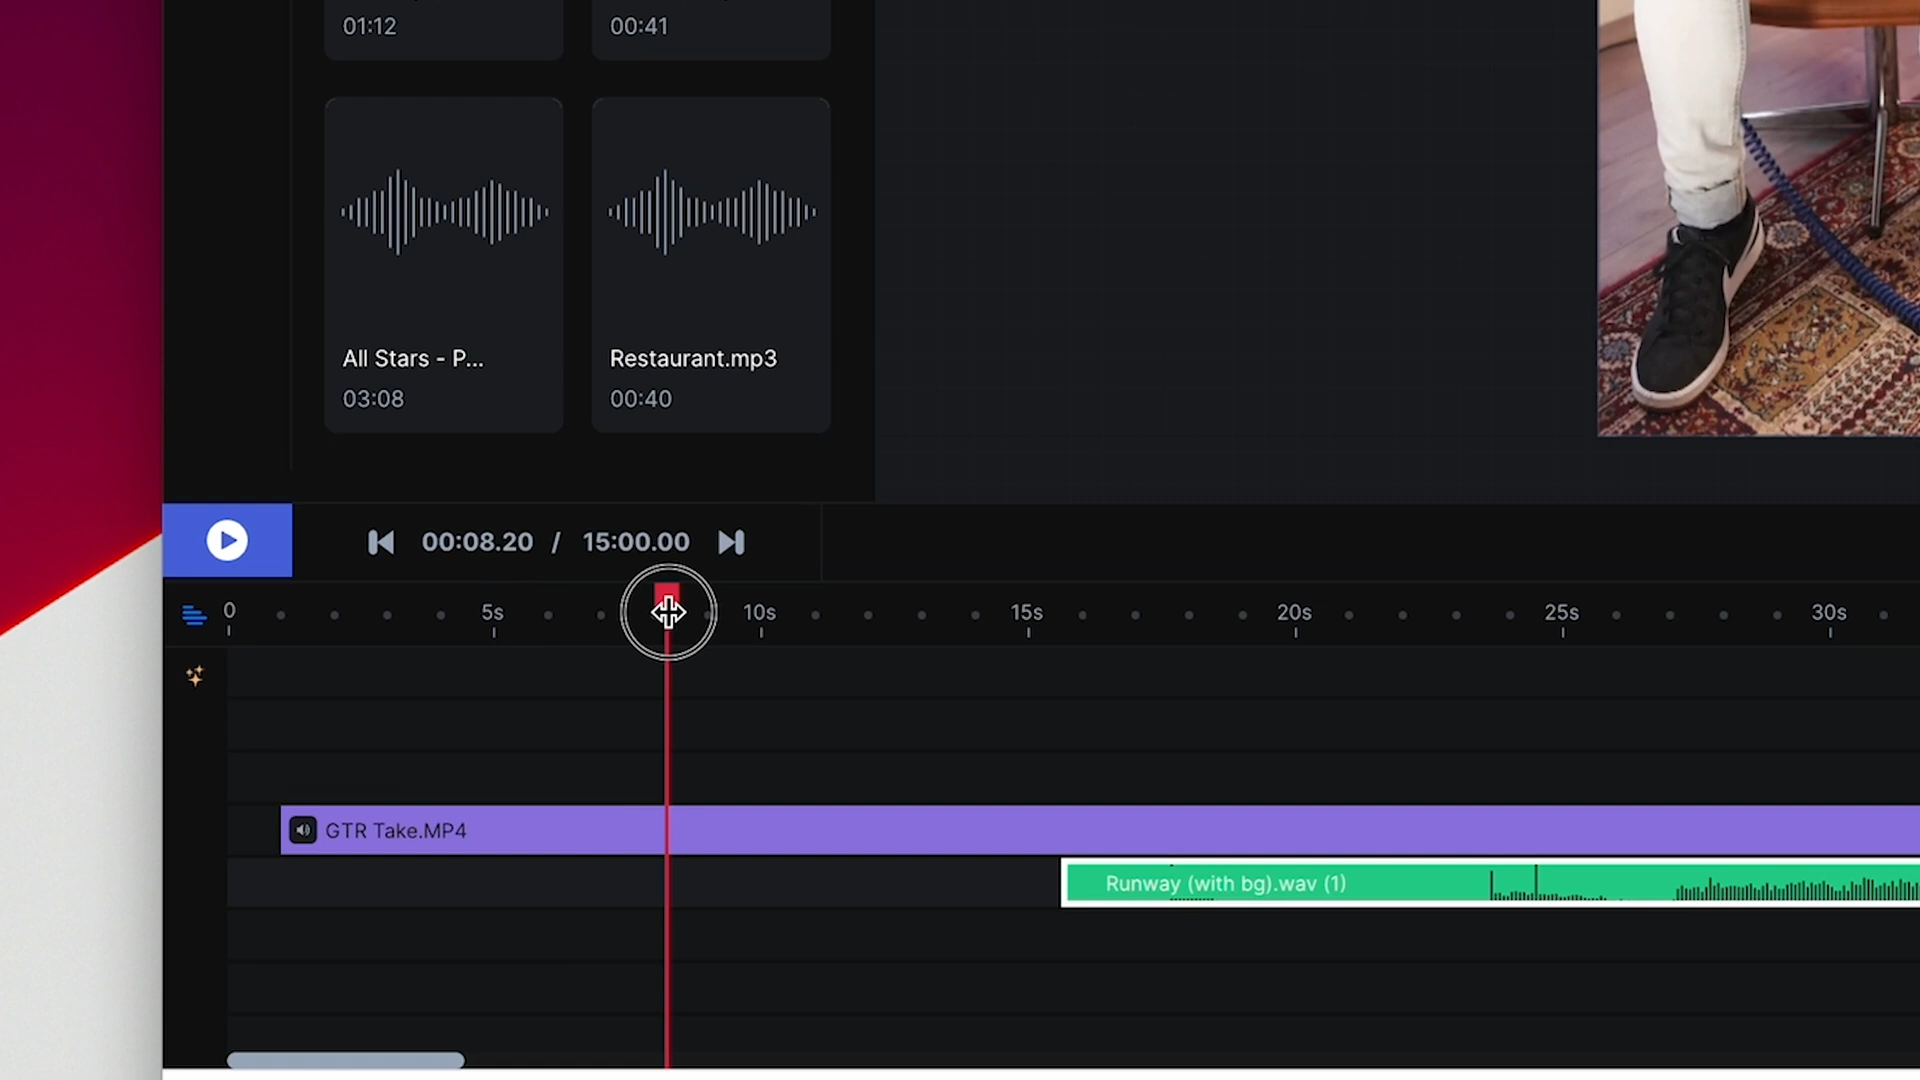 01:12
00:41
All Stars - P...
Restaurant.mp3
03:08
00:40
00:08.20 / 15:00.00
0 5s 10s 15s 20s 25s 30s
GTR Take.MP4
Runway (with bg).wav (1)